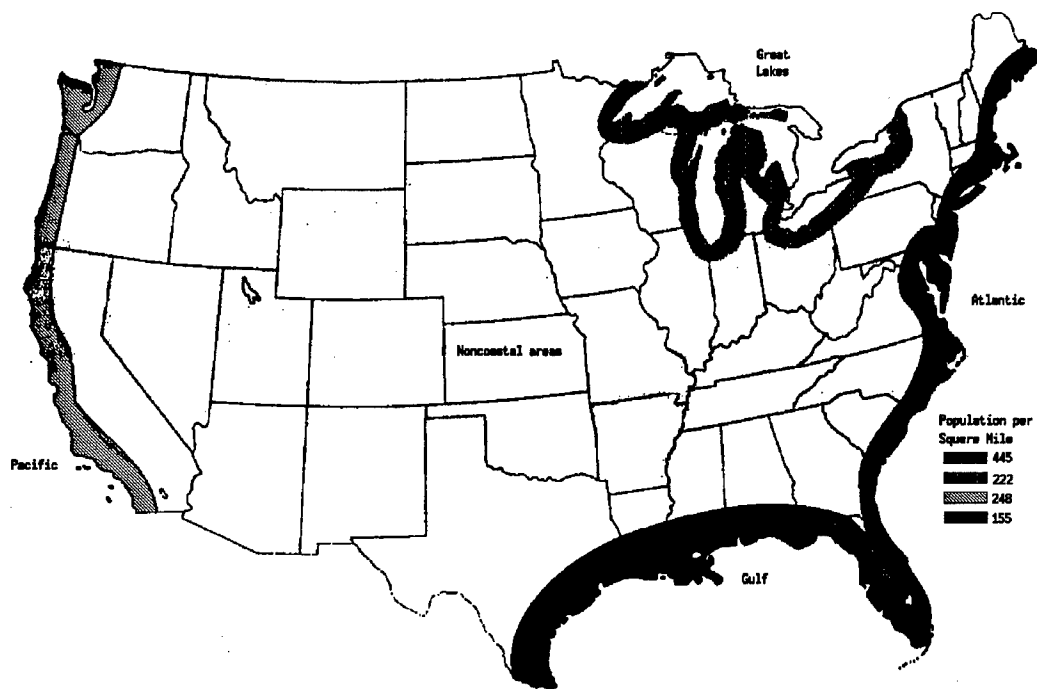 Great
Lakes
Atlantic
Noncoastal areas
Population per
Square Mile
445
222
248
155
Pacific
Gulf